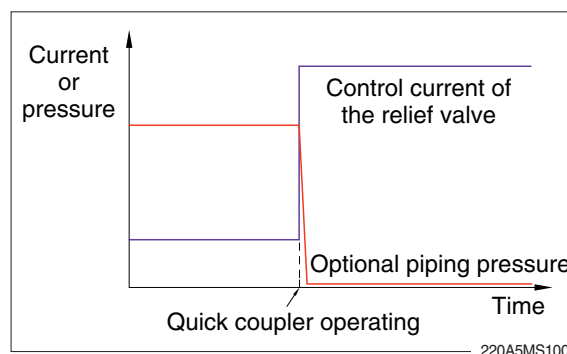 Current
or
pressure
Control current of
the relief valve
Optional piping pressure
Time
Quick coupler operating
220A5MS100